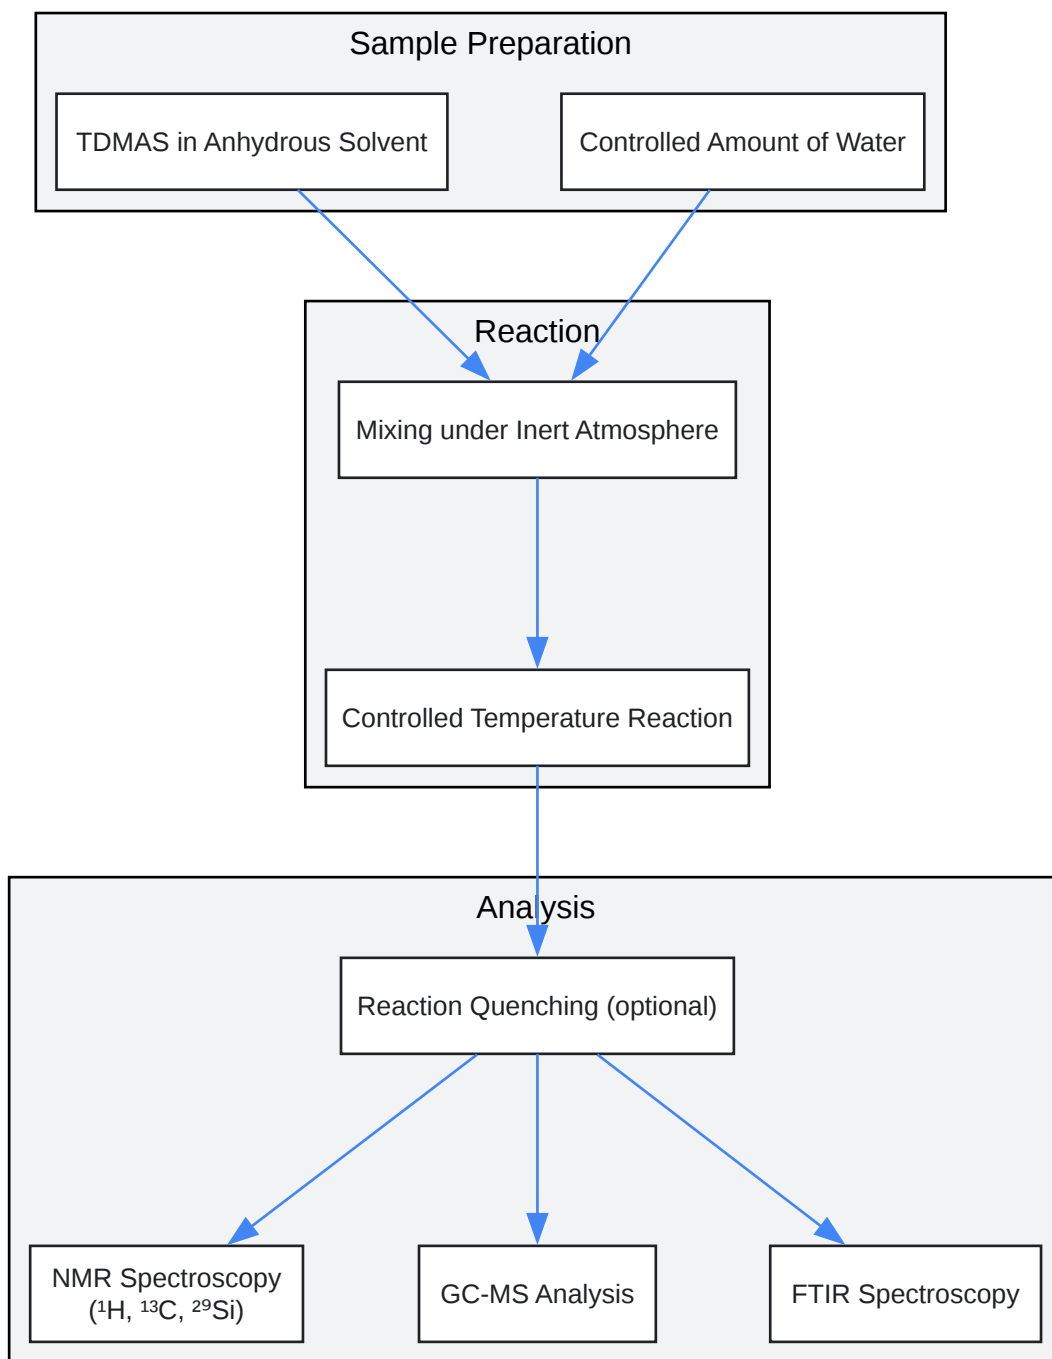 Sample Preparation
TDMAS in Anhydrous Solvent
Controlled Amount of Water
Reaction
Mixing under Inert Atmosphere
Controlled Temperature Reaction
Analysis
Reaction Quenching (optional)
NMR Spectroscopy
(¹H, ¹³C, ²⁹Si)
GC-MS Analysis
FTIR Spectroscopy